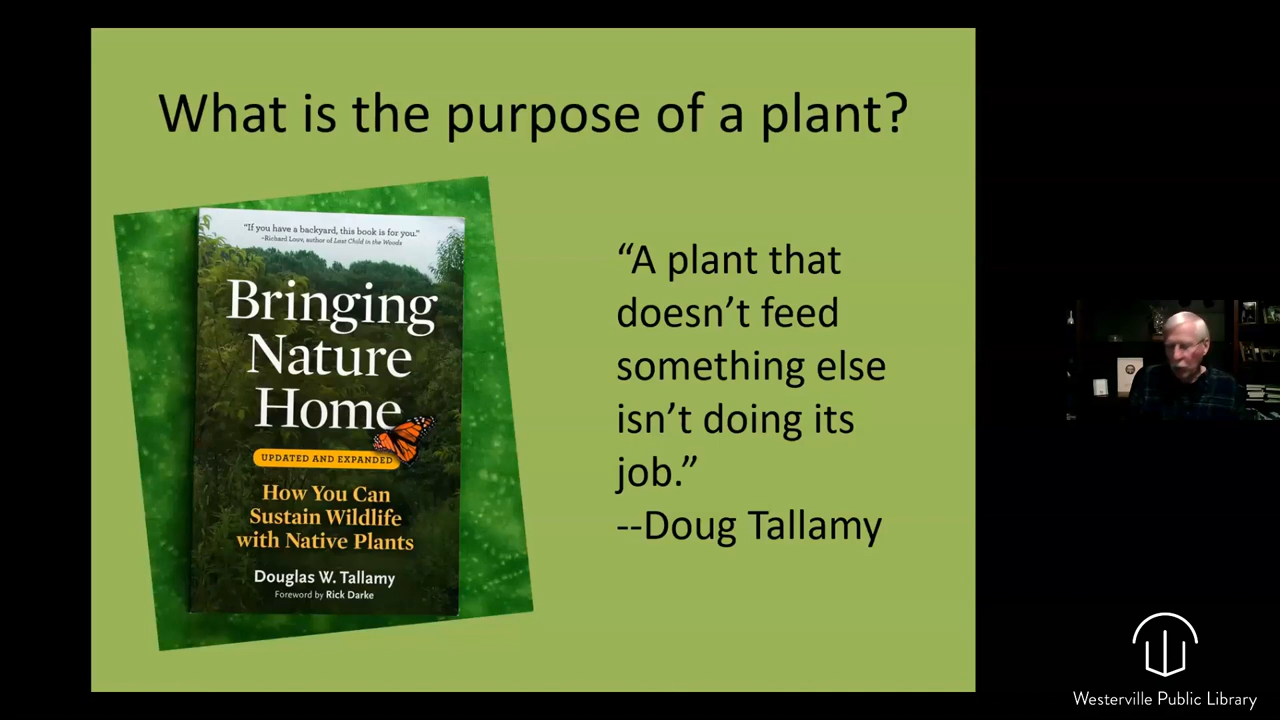 What is the purpose of a plant?
“If you have a backyard, this book is for you.”
–Richard Louv, author of Last Child in the Woods
Bringing
Nature
Home
UPDATED AND EXPANDED
How You Can
Sustain Wildlife
with Native Plants
Douglas W. Tallamy
Foreword by Rick Darke
“A plant that
doesn’t feed
something else
isn’t doing its
job.”
--Doug Tallamy
Westerville Public Library